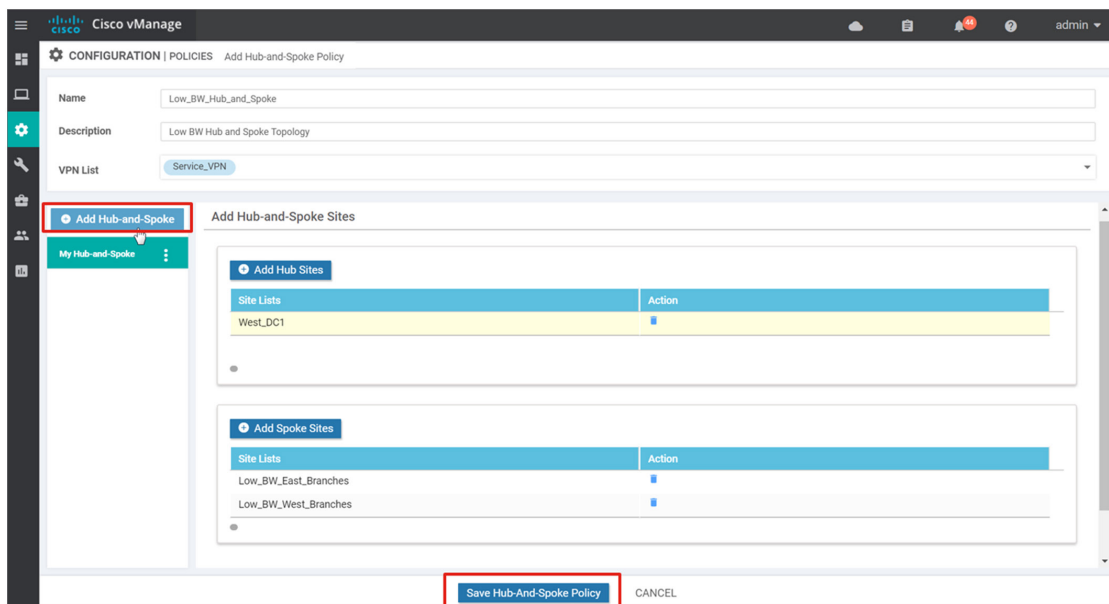 cisco Cisco vManage 44 admin
CONFIGURATION | POLICIES Add Hub-and-Spoke Policy
Name Low_BW_Hub_and_Spoke
Description Low BW Hub and Spoke Topology
VPN List Service_VPN
Add Hub-and-Spoke
My Hub-and-Spoke
Add Hub-and-Spoke Sites
Add Hub Sites
Site Lists Action
West_DC1
Add Spoke Sites
Site Lists Action
Low_BW_East_Branches
Low_BW_West_Branches
Save Hub-And-Spoke Policy CANCEL